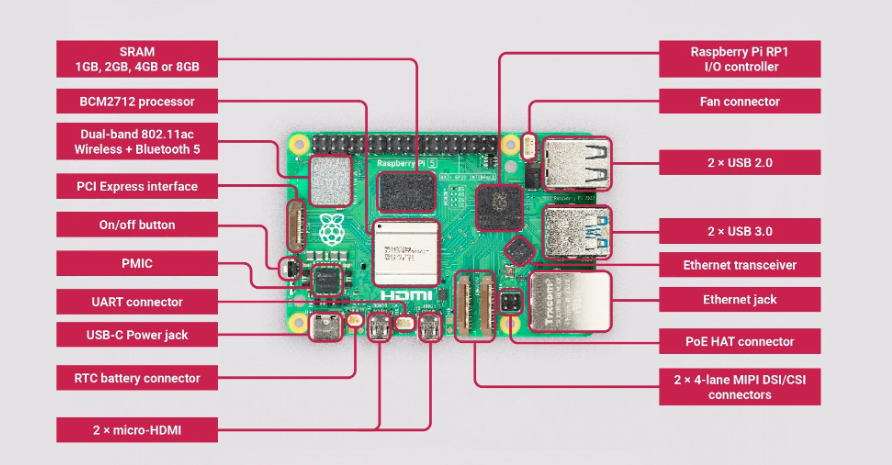 SRAM
1GB, 2GB, 4GB or 8GB
BCM2712 processor
Dual-band 802.11ac
Wireless + Bluetooth 5
PCI Express interface
On/off button
PMIC
UART connector
USB-C Power jack
RTC battery connector
2 × micro-HDMI
Raspberry Pi RP1
I/O controller
Fan connector
2 × USB 2.0
2 × USB 3.0
Ethernet transceiver
Ethernet jack
PoE HAT connector
2 × 4-lane MIPI DSI/CSI
connectors
Raspberry Pi 5
HDMI
Trxcom